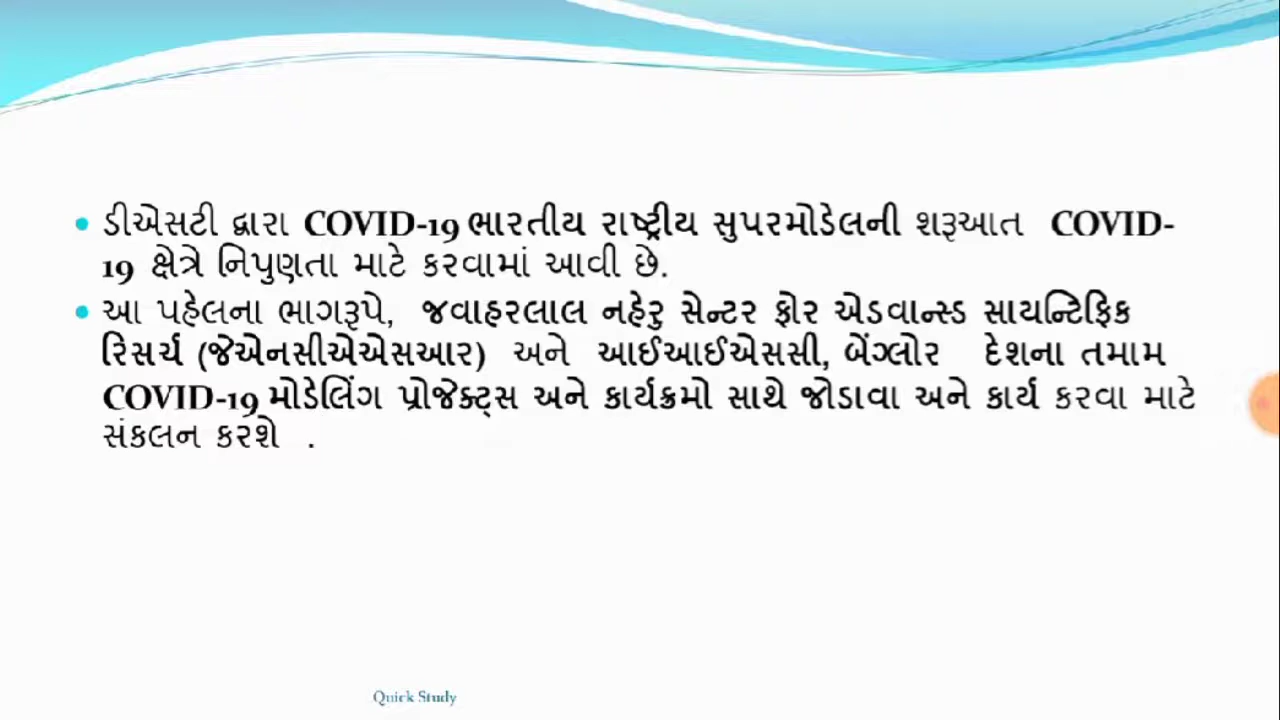 ડીએસટી દ્વારા COVID-19 ભારતીય રાષ્ટ્રીય સુપરમોડેલની શરૂઆત COVID-
19 ક્ષેત્રે નિપુણતા માટે કરવામાં આવી છે.
આ પહેલના ભાગરૂપે, જવાહરલાલ નહેરુ સેન્ટર ફોર એડવાન્સ્ડ સાયન્ટિફિક
રિસર્ચ (જેએનસીએએસઆર) અને આઈઆઈએસસી, બેંગ્લોર દેશના તમામ
COVID-19 મોડેલિંગ પ્રોજેક્ટ્સ અને કાર્યક્રમો સાથે જોડાવા અને કાર્ય કરવા માટે
સંકલન કરશે .
Quick Study